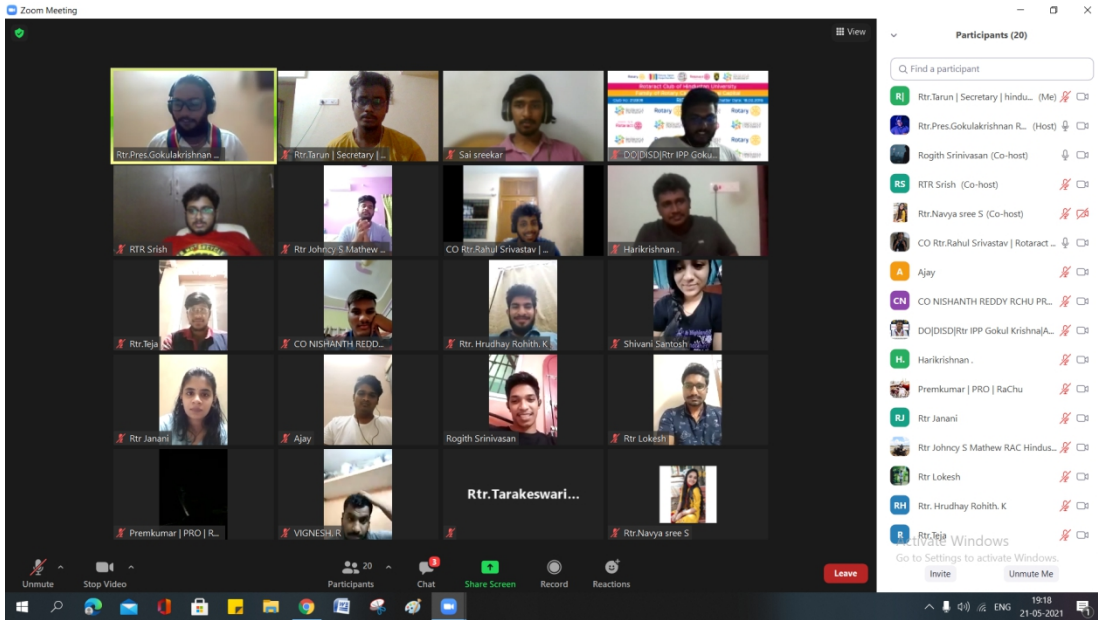 Zoom Meeting
View
Rtr.Pres.Gokulakrishnan ...
Rtr.Tarun | Secretary | ...
Sai sreekar
DO|DISD|Rtr IPP Goku...
RTR Srish
Rtr Johncy S Mathew ...
CO Rtr.Rahul Srivastav | ...
Harikrishnan .
Rtr.Teja
CO NISHANTH REDD...
Rtr. Hrudhay Rohith. K
Shivani Santosh
Rtr Janani
Ajay
Rogith Srinivasan
Rtr Lokesh
Premkumar | PRO | R...
VIGNESH. R
Rtr.Tarakeswari...
Rtr.Navya sree S
Participants (20)
Find a participant
R| Rtr.Tarun | Secretary | hindu... (Me)
Rtr.Pres.Gokulakrishnan R... (Host)
Rogith Srinivasan (Co-host)
RS RTR Srish (Co-host)
Rtr.Navya sree S (Co-host)
CO Rtr.Rahul Srivastav | Rotaract ...
A Ajay
CN CO NISHANTH REDDY RCHU PR...
DO|DISD|Rtr IPP Gokul Krishna|A...
H. Harikrishnan .
Premkumar | PRO | RaChu
RJ Rtr Janani
Rtr Johncy S Mathew RAC Hindus...
Rtr Lokesh
RH Rtr. Hrudhay Rohith. K
R Rtr.Teja
Activate Windows
Go to Settings to activate Windows.
Invite
Unmute Me
Unmute
Stop Video
20
Participants
3
Chat
Share Screen
Record
Reactions
Leave
ENG
19:18
21-05-2021